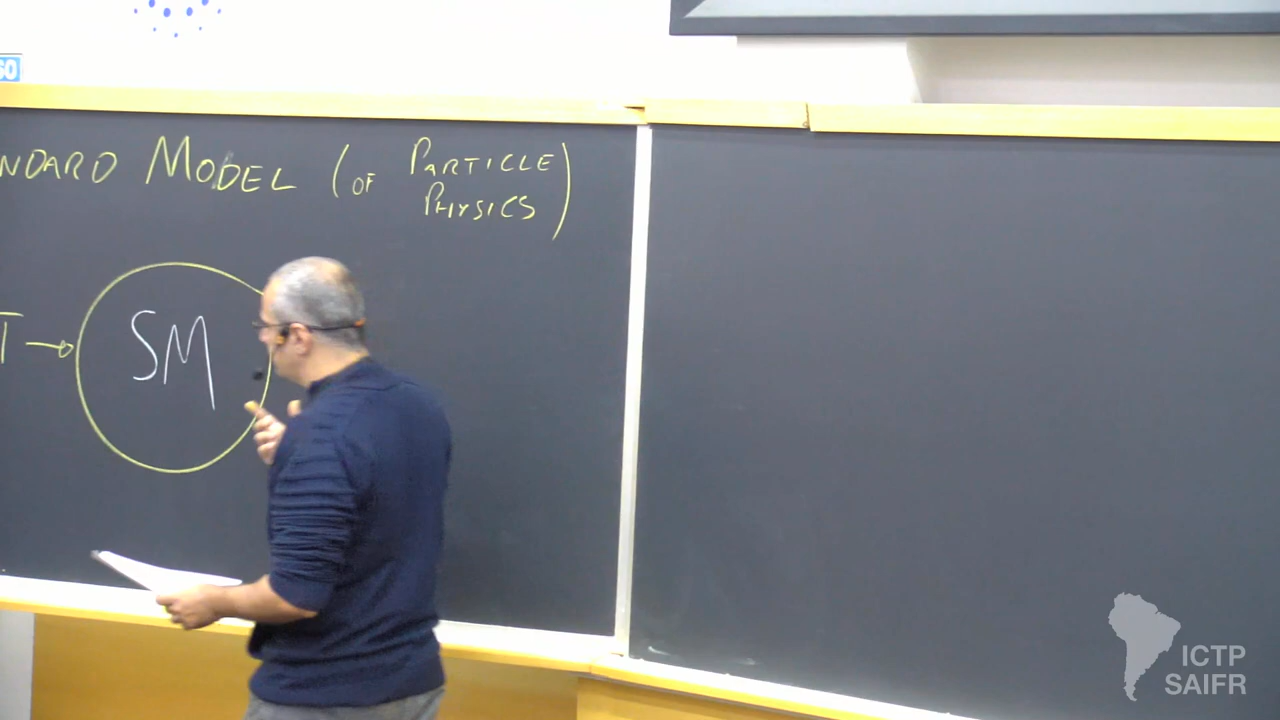 NDARD MODEL (OF PARTICLE
PHYSICS)
T → SM
ICTP
SAIFR